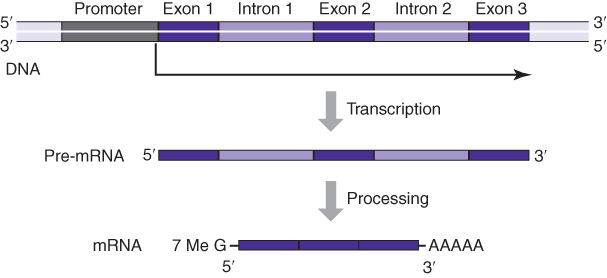 Promoter Exon 1 Intron 1 Exon 2 Intron 2 Exon 3
5′ 3′
3′ 5′
DNA
Transcription
Pre-mRNA 5′ 3′
Processing
mRNA 7 Me G AAAAA
5′ 3′